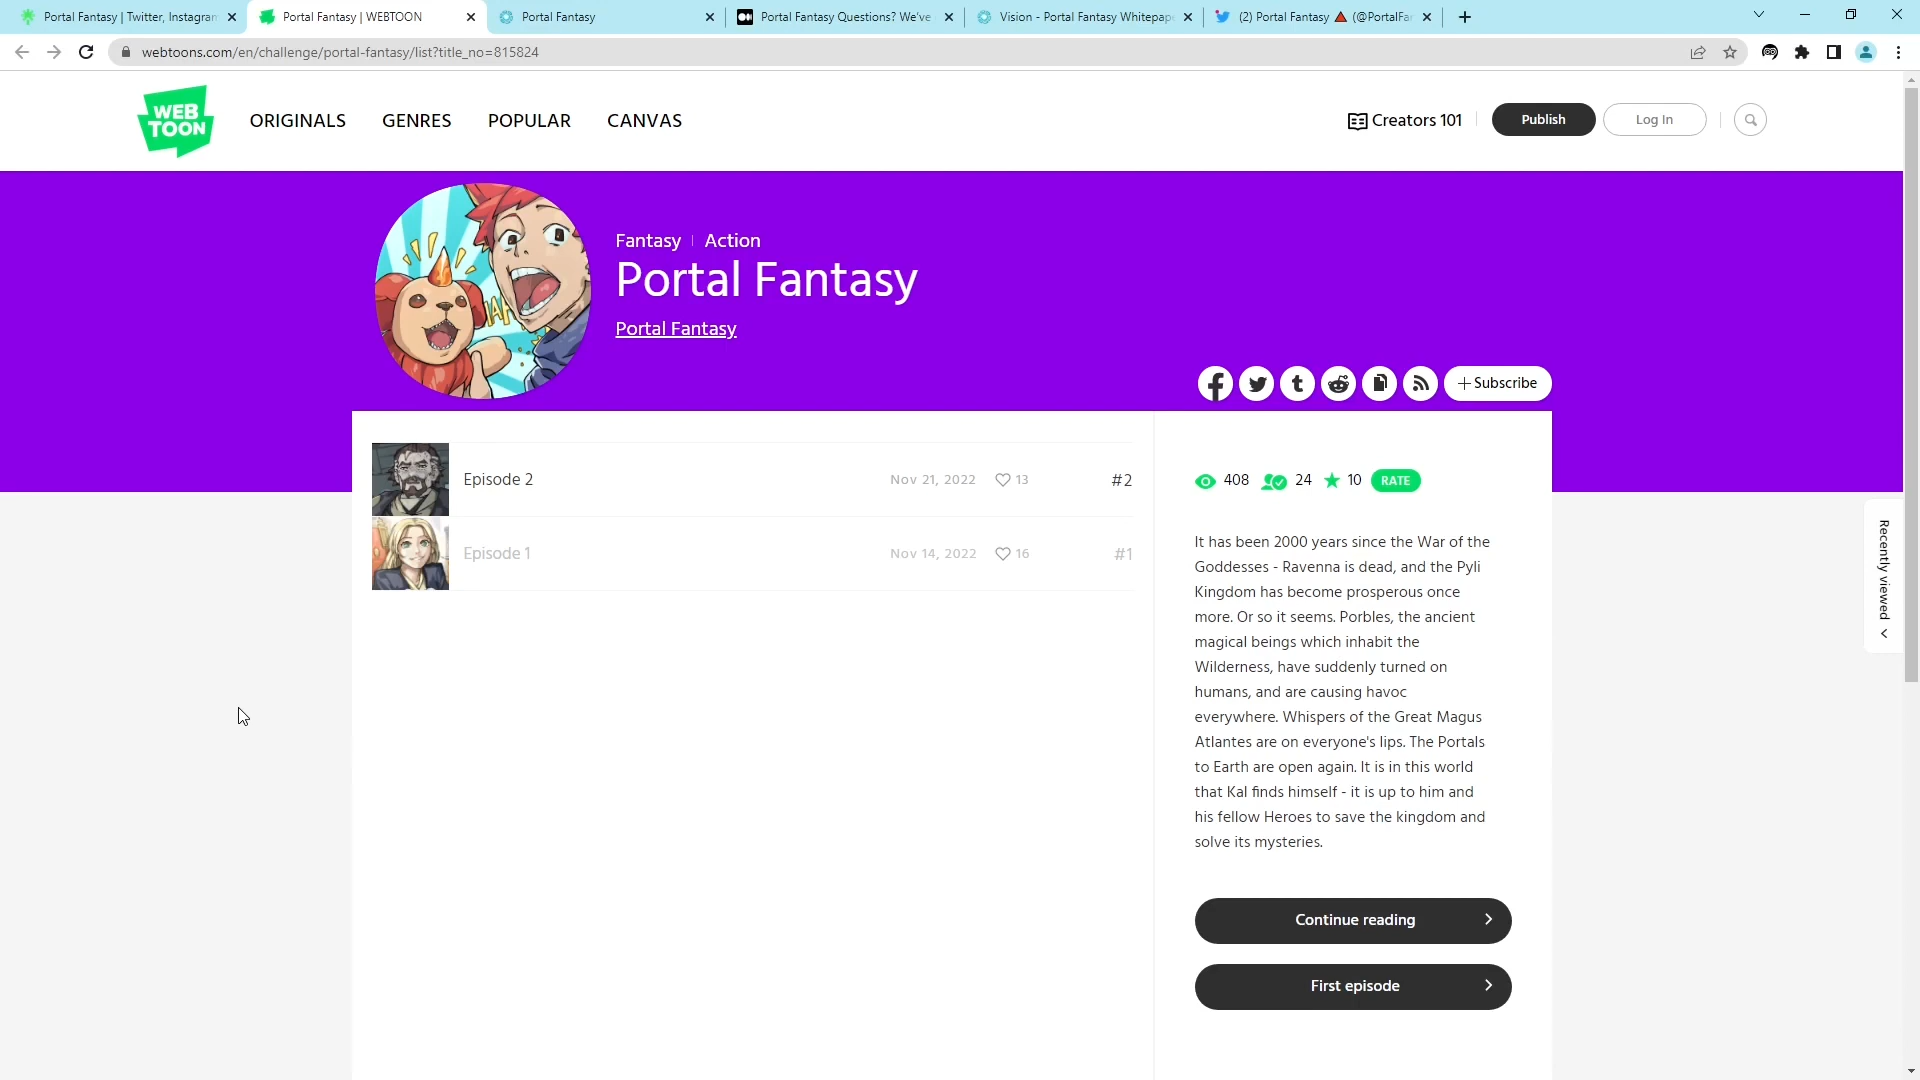 Portal Fantasy | Twitter, Instagram
Portal Fantasy | WEBTOON
Portal Fantasy
Portal Fantasy Questions? We've
Vision - Portal Fantasy Whitepap
(2) Portal Fantasy 🔺 (@PortalFan
webtoons.com/en/challenge/portal-fantasy/list?title_no=815824
WEB
TOON
ORIGINALS
GENRES
POPULAR
CANVAS
Creators 101
Publish
Log In
Fantasy | Action
Portal Fantasy
Portal Fantasy
+ Subscribe
Episode 2 Nov 21, 2022 13 #2
Episode 1 Nov 14, 2022 16 #1
408 24 10 RATE
It has been 2000 years since the War of the
Goddesses - Ravenna is dead, and the Pyli
Kingdom has become prosperous once
more. Or so it seems. Porbles, the ancient
magical beings which inhabit the
Wilderness, have suddenly turned on
humans, and are causing havoc
everywhere. Whispers of the Great Magus
Atlantes are on everyone's lips. The Portals
to Earth are open again. It is in this world
that Kal finds himself - it is up to him and
his fellow Heroes to save the kingdom and
solve its mysteries.
Continue reading
First episode
Recently viewed